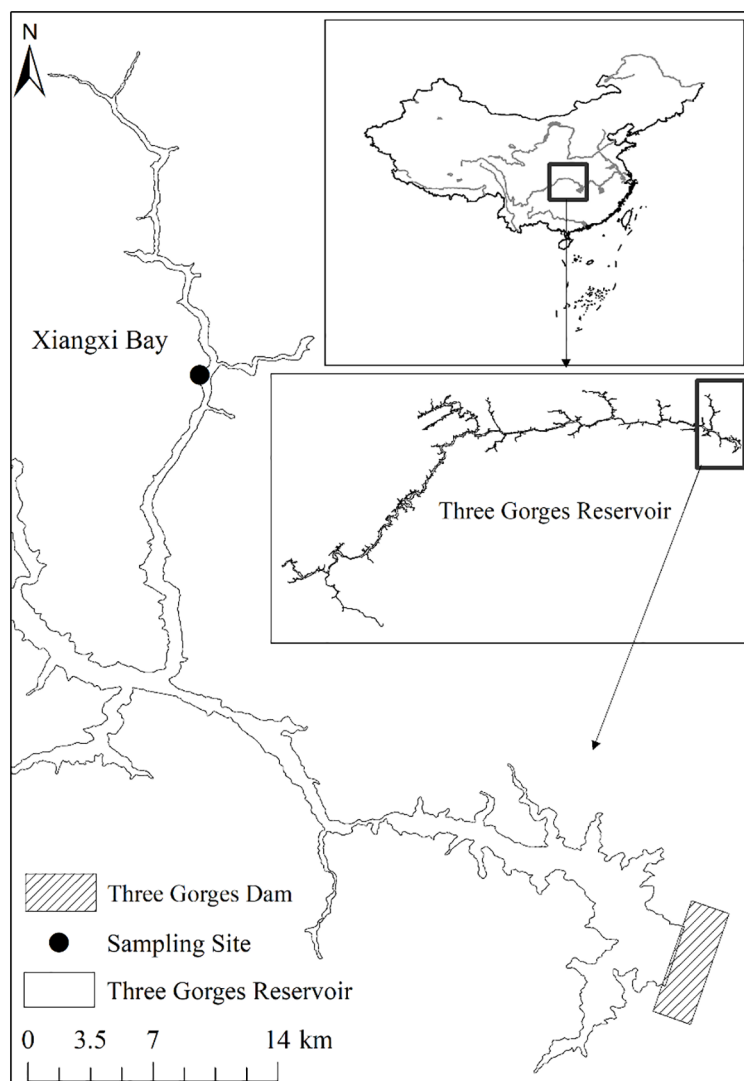 N
Xiangxi Bay
Three Gorges Reservoir
Three Gorges Dam
Sampling Site
Three Gorges Reservoir
0 3.5 7 14 km